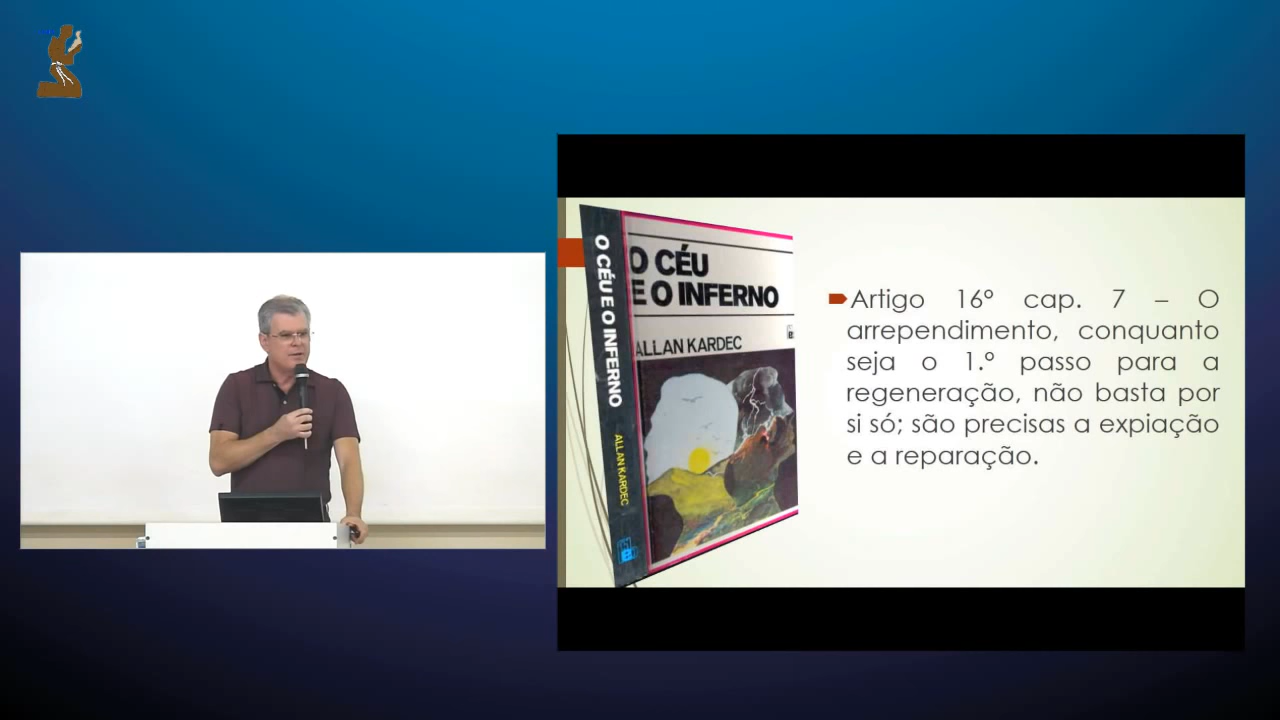 O CÉU E O INFERNO
ALLAN KARDEC
O CÉU
E O INFERNO
ALLAN KARDEC
Artigo 16º cap. 7 – O
arrependimento, conquanto
seja o 1.º passo para a
regeneração, não basta por
si só; são precisas a expiação
e a reparação.